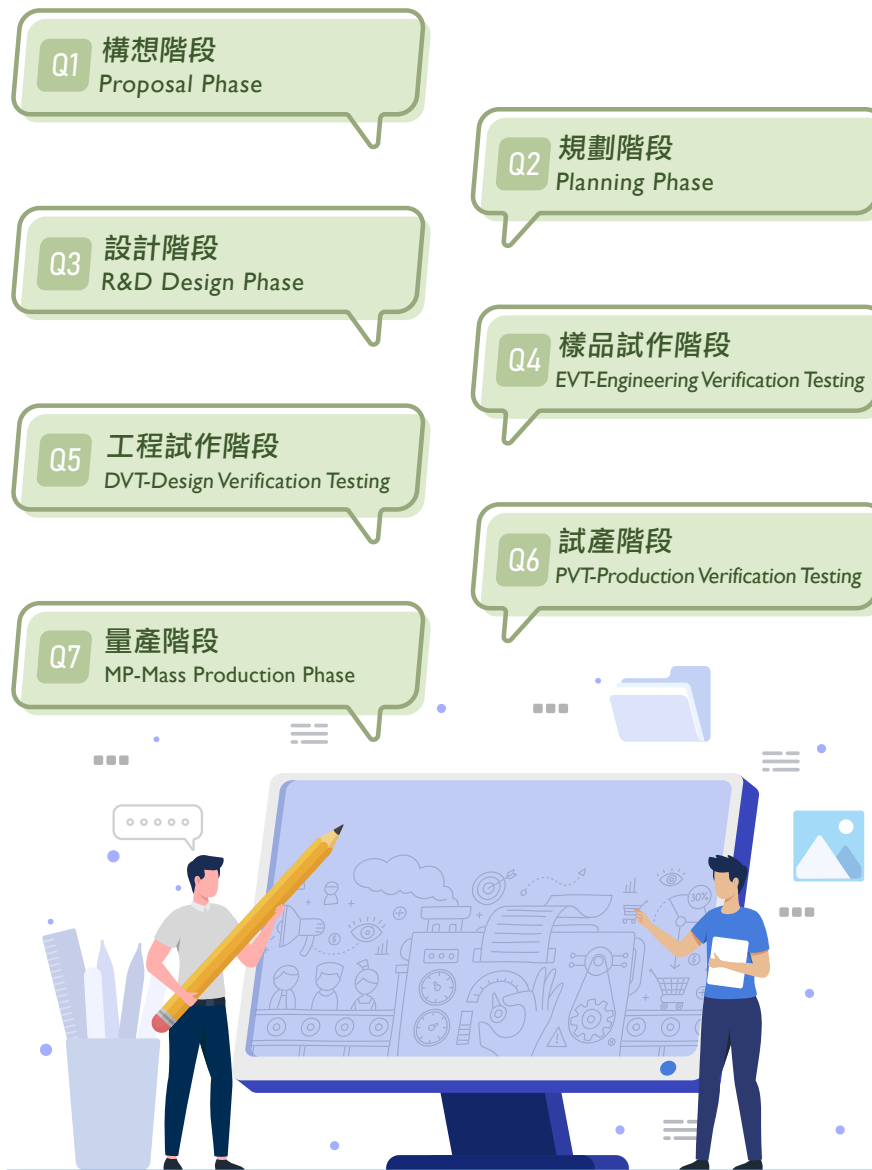 Q1
構想階段
Proposal Phase
Q2
規劃階段
Planning Phase
Q3
設計階段
R&D Design Phase
Q4
樣品試作階段
EVT-Engineering Verification Testing
Q5
工程試作階段
DVT-Design Verification Testing
Q6
試產階段
PVT-Production Verification Testing
Q7
量產階段
MP-Mass Production Phase
30%